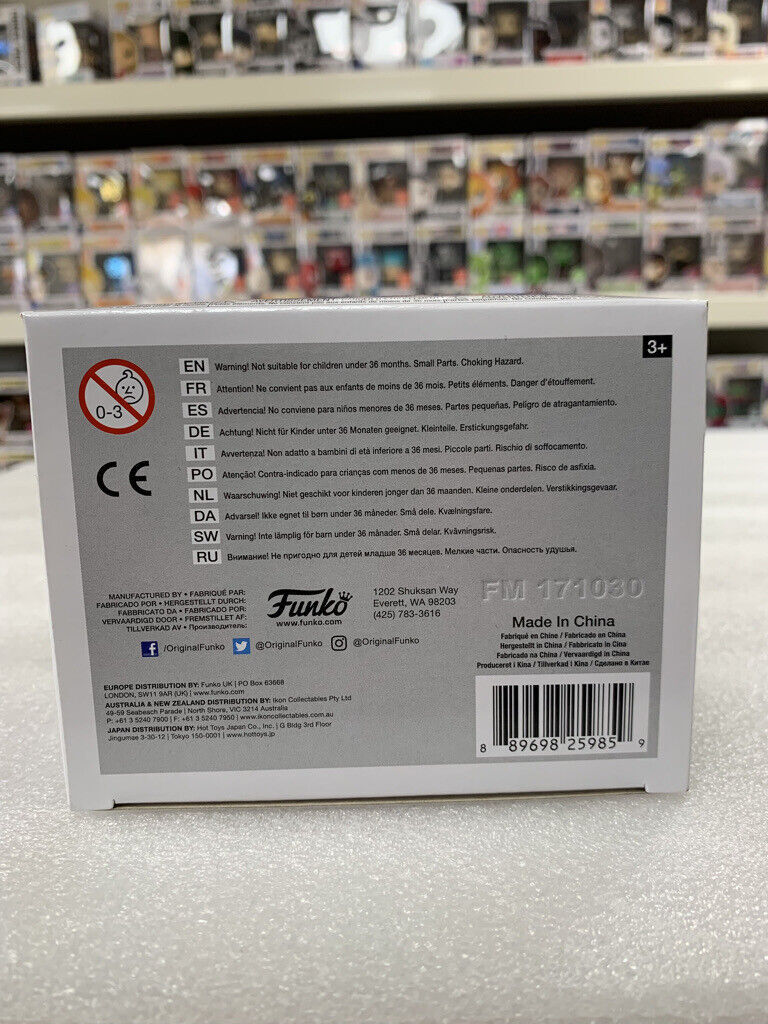 3+
0-3
EN Warning! Not suitable for children under 36 months. Small Parts. Choking Hazard.
FR Attention! Ne convient pas aux enfants de moins de 36 mois. Petits éléments. Danger d'étouffement.
ES Advertencia! No conviene para niños menores de 36 meses. Partes pequeñas. Peligro de atragantamiento.
DE Achtung! Nicht für Kinder unter 36 Monaten geeignet. Kleinteile. Erstickungsgefahr.
IT Avvertenza! Non adatto a bambini di età inferiore a 36 mesi. Piccole parti. Rischio di soffocamento.
PO Atenção! Contra-indicado para crianças com menos de 36 meses. Pequenas partes. Risco de asfixia.
NL Waarschuwing! Niet geschikt voor kinderen jonger dan 36 maanden. Kleine onderdelen. Verstikkingsgevaar.
DA Advarsel! Ikke egnet til børn under 36 måneder. Små dele. Kvælningsfare.
SW Varning! Inte lämplig för barn under 36 månader. Små delar. Kvävningsrisk.
RU Внимание! Не пригодно для детей младше 36 месяцев. Мелкие части. Опасность удушья.
CE
MANUFACTURED BY • FABRIQUÉ PAR:
FABRICADO POR • HERGESTELLT DURCH:
FABBRICATO DA • FABRICADO POR:
VERVAARDIGD DOOR • FREMSTILLET AF:
TILLVERKAD AV • Производитель:
Funko
www.funko.com
1202 Shuksan Way
Everett, WA 98203
(425) 783-3616
/OriginalFunko @OriginalFunko @OriginalFunko
FM 171030
Made In China
Fabriqué en Chine / Fabricado en China
Hergestellt in China / Fabbricato in Cina
Fabricado na China / Vervaardigd in China
Produceret i Kina / Tillverkad i Kina / Сделано в Китае
EUROPE DISTRIBUTION BY: Funko UK | PO Box 63668
LONDON, SW11 9AR (UK) | www.funko.com
AUSTRALIA & NEW ZEALAND DISTRIBUTION BY: Ikon Collectables Pty Ltd
49-59 Seabeach Parade | North Shore, VIC 3214 Australia
P: +61 3 5240 7900 | F: +61 3 5240 7950 | www.ikoncollectables.com.au
JAPAN DISTRIBUTION BY: Hot Toys Japan Co., Inc. | G Bldg 3rd Floor
Jingumae 3-30-12 | Tokyo 150-0001 | www.hottoys.jp
8 89698 25985 9